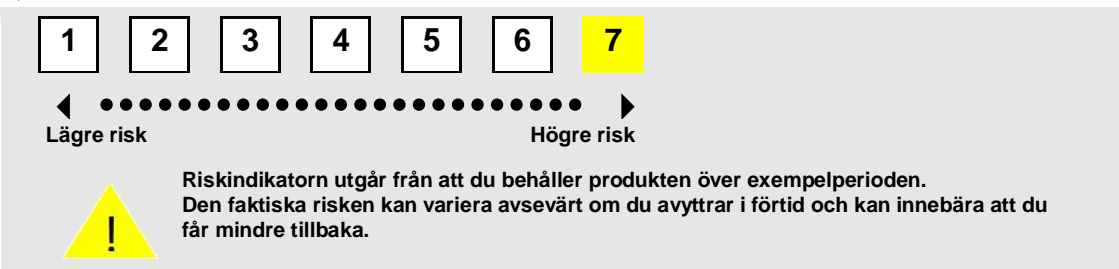 1 2 3 4 5 6 7
Lägre risk Högre risk
Riskindikatorn utgår från att du behåller produkten över exempelperioden.
Den faktiska risken kan variera avsevärt om du avyttrar i förtid och kan innebära att du
får mindre tillbaka.
!